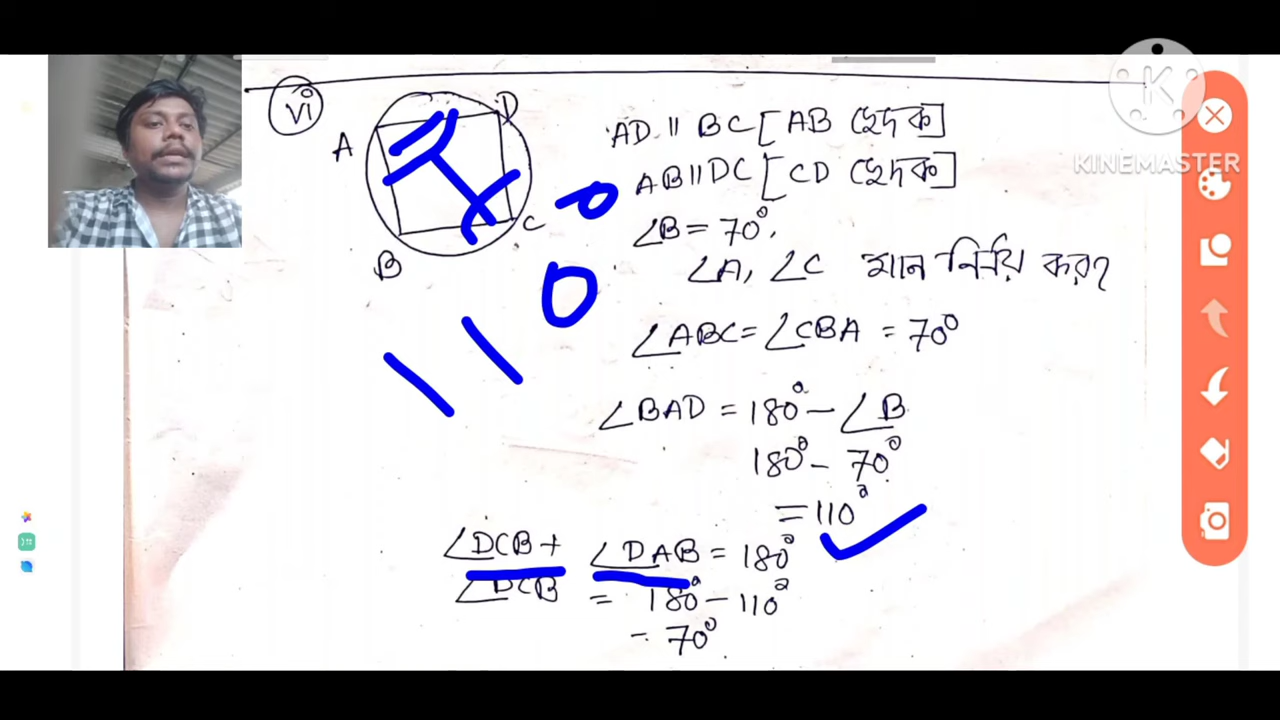 vi
A
D
B
C
AD || BC [AB ছেদক]
AB || DC [CD ছেদক]
∠B = 70°.
∠A, ∠C মান নির্ণয় কর?
∠ABC = ∠CBA = 70°
∠BAD = 180° - ∠B
180° - 70°
= 110°
∠DCB + ∠DAB = 180°
∠DCB = 180° - 110°
= 70°
110
KINEMASTER